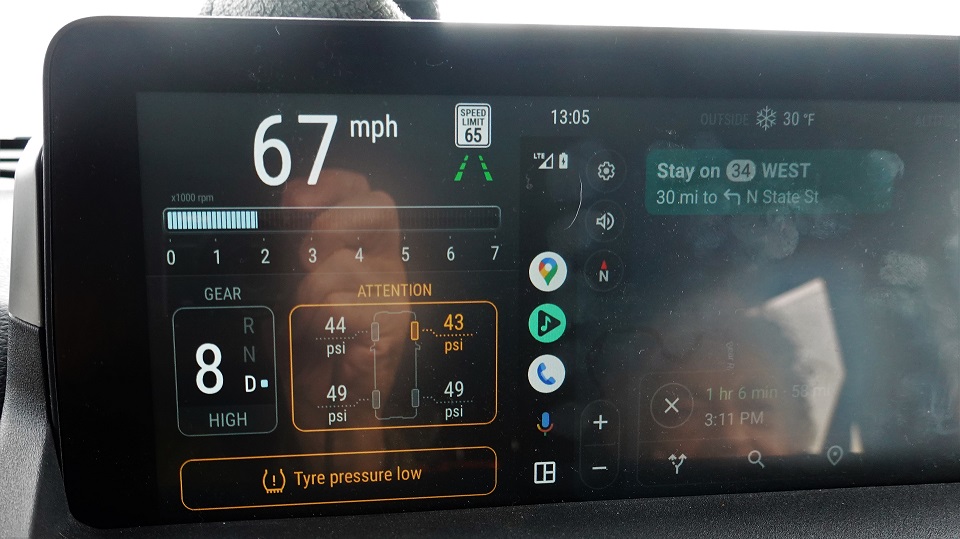 67 mph
SPEED
LIMIT
65
x1000 rpm
0 1 2 3 4 5 6 7
GEAR
R
N
8 D
HIGH
ATTENTION
44
psi
43
psi
49
psi
49
psi
Tyre pressure low
13:05
LTE
OUTSIDE 30 °F
N
Stay on 34 WEST
30 mi to N State St
1 hr 6 min · 58
3:11 PM
+
−